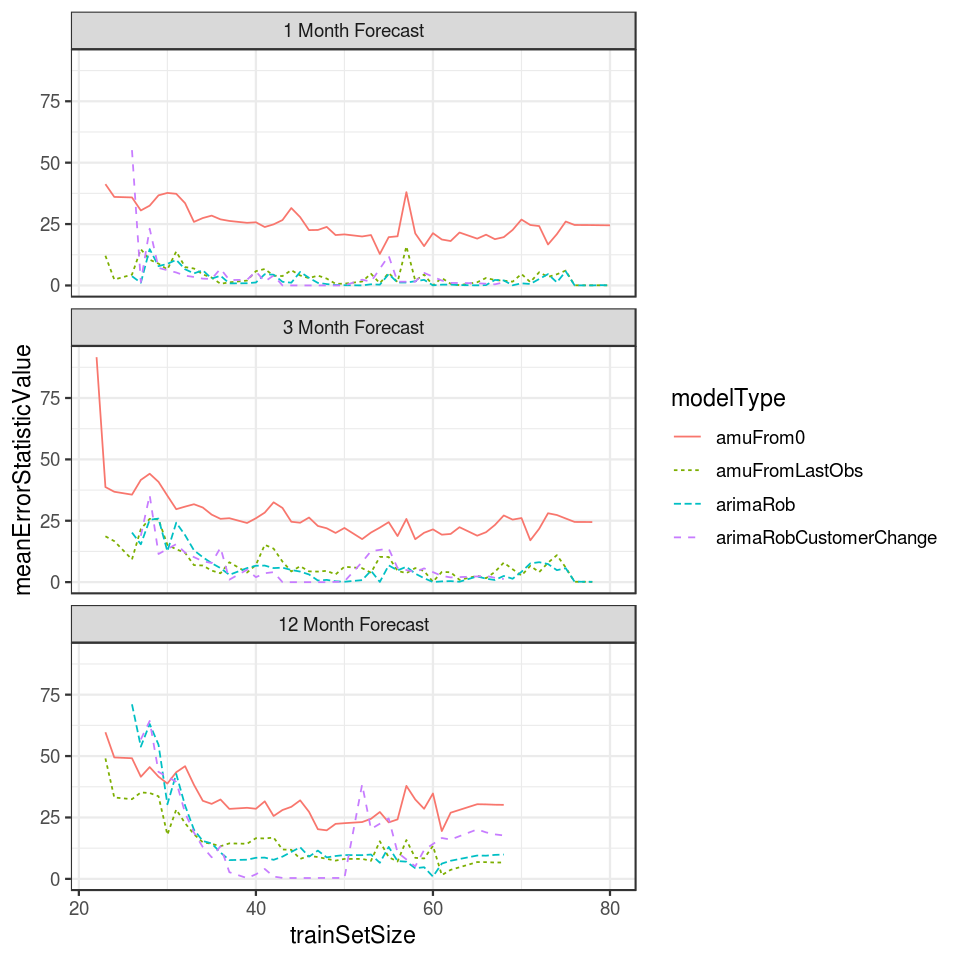 1 Month Forecast
75
50
25
0
3 Month Forecast
75
50
25
0
12 Month Forecast
75
50
25
0
20 40 60 80
trainSetSize
meanErrorStatisticValue
modelType
amuFrom0
amuFromLastObs
arimaRob
arimaRobCustomerChange